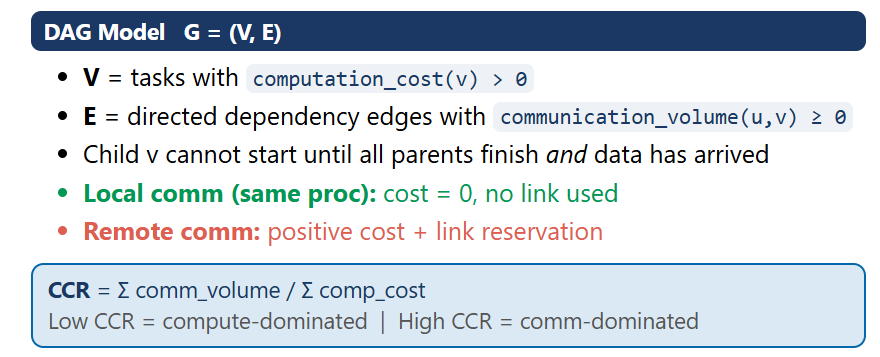 DAG Model G = (V, E)
• V = tasks with computation_cost(v) > 0
• E = directed dependency edges with communication_volume(u,v) ≥ 0
• Child v cannot start until all parents finish and data has arrived
• Local comm (same proc): cost = 0, no link used
• Remote comm: positive cost + link reservation
CCR = Σ comm_volume / Σ comp_cost
Low CCR = compute-dominated | High CCR = comm-dominated